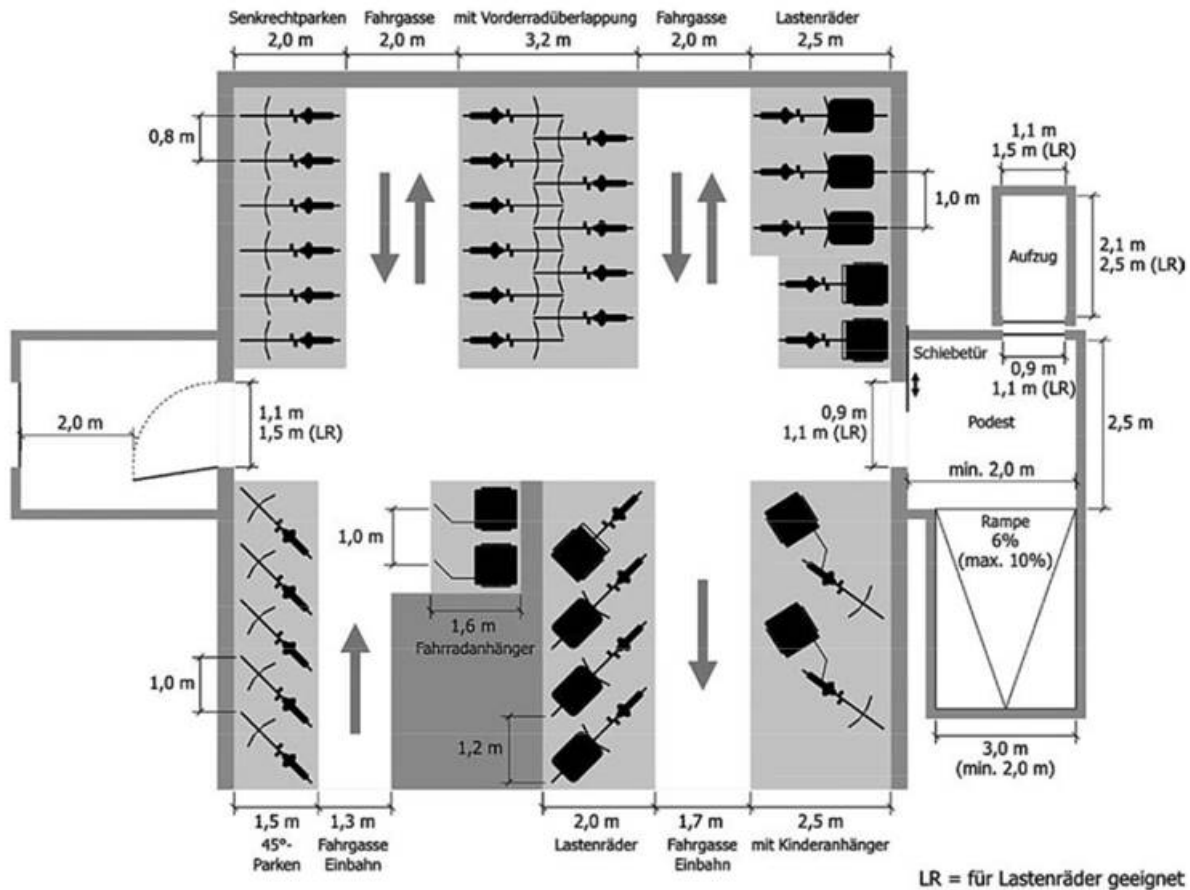 Senkrechtparken
2,0 m
Fahrgasse
2,0 m
mit Vorderradüberlappung
3,2 m
Fahrgasse
2,0 m
Lastenräder
2,5 m
0,8 m
1,0 m
1,1 m
1,5 m (LR)
Aufzug
2,1 m
2,5 m (LR)
Schiebetür
0,9 m
1,1 m (LR)
2,0 m
1,1 m
1,5 m (LR)
0,9 m
1,1 m (LR)
Podest
2,5 m
min. 2,0 m
Rampe
6%
(max. 10%)
3,0 m
(min. 2,0 m)
1,0 m
1,6 m
Fahrradanhänger
1,0 m
1,2 m
1,5 m
45°-
Parken
1,3 m
Fahrgasse
Einbahn
2,0 m
Lastenräder
1,7 m
Fahrgasse
Einbahn
2,5 m
mit Kinderanhänger
LR = für Lastenräder geeignet